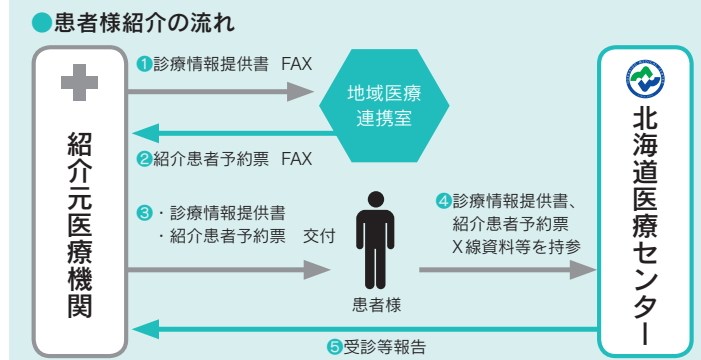 ●患者様紹介の流れ
紹介元医療機関
❶診療情報提供書 FAX
地域医療
連携室
❷紹介患者予約票 FAX
❸・診療情報提供書
・紹介患者予約票 交付
患者様
❹診療情報提供書、
紹介患者予約票
X線資料等を持参
❺受診等報告
北海道医療センター